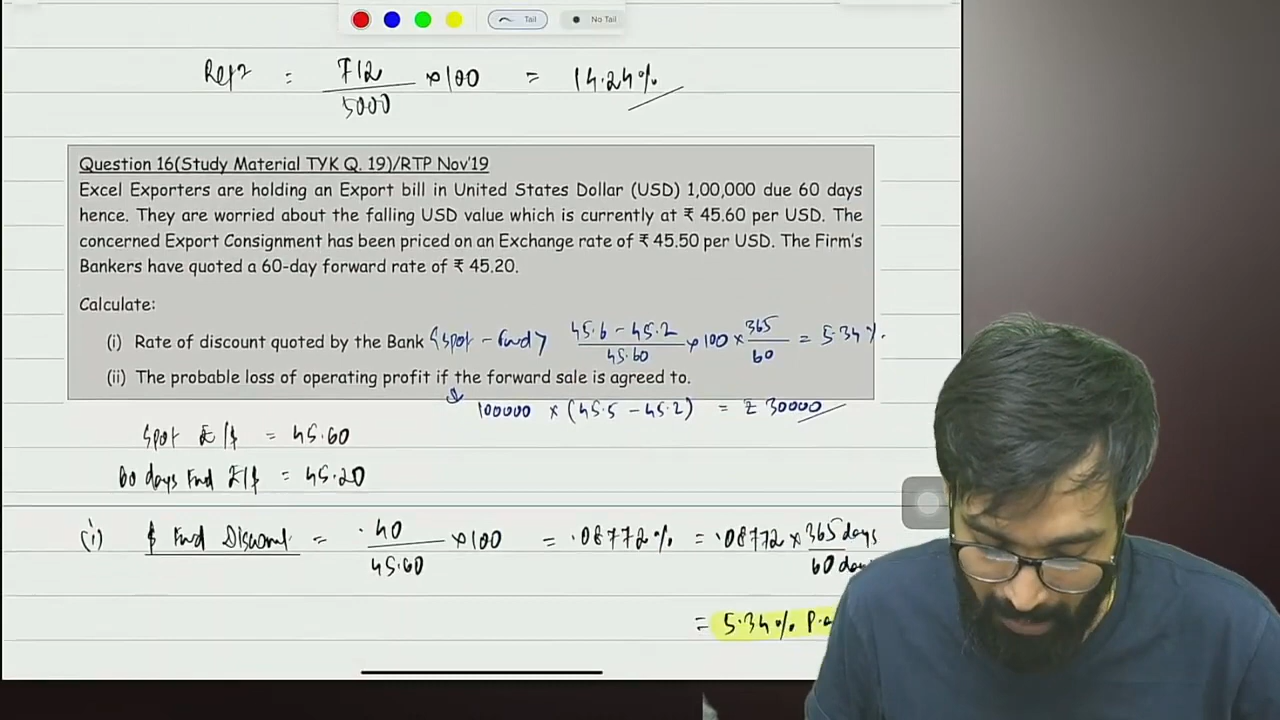 Tail No Tail
Ref^r = 712 / 5000 × 100 = 14.24%
Question 16(Study Material TYK Q. 19)/RTP Nov'19
Excel Exporters are holding an Export bill in United States Dollar (USD) 1,00,000 due 60 days
hence. They are worried about the falling USD value which is currently at ₹ 45.60 per USD. The
concerned Export Consignment has been priced on an Exchange rate of ₹ 45.50 per USD. The Firm's
Bankers have quoted a 60-day forward rate of ₹ 45.20.
Calculate:
(i) Rate of discount quoted by the Bank (spot - fwd) 45.6 - 45.2 / 45.60 × 100 × 365 / 60 = 5.34%.
(ii) The probable loss of operating profit if the forward sale is agreed to.
100000 × (45.5 - 45.2) = ₹ 30000
Spot ₹/$ = 45.60
60 days Fwd ₹/$ = 45.20
(i) $ Fwd Discount = .40 / 45.60 × 100 = .08772% = .08772 × 365 days / 60 da
= 5.34% P.a